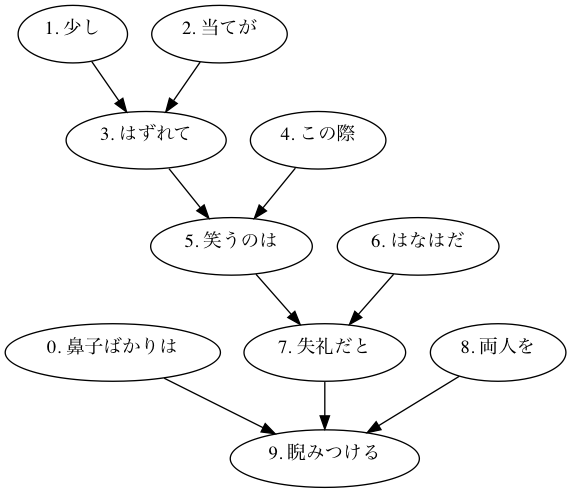 1. 少し
2. 当てが
3. はずれて
4. この際
5. 笑うのは
6. はなはだ
0. 鼻子ばかりは
7. 失礼だと
8. 両人を
9. 睨みつける